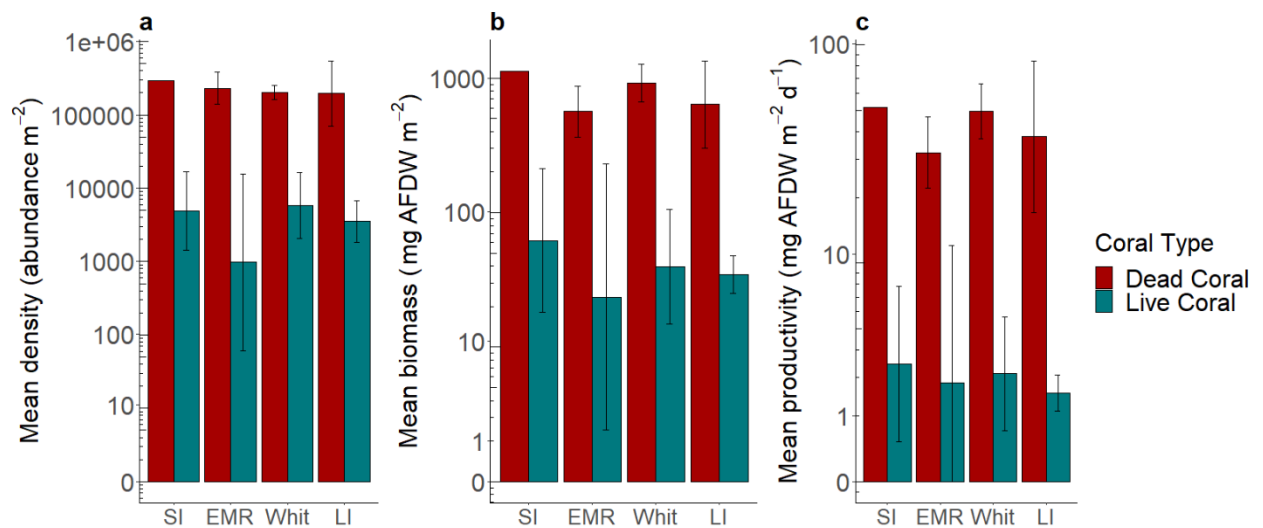 a
Mean density (abundance m⁻²)
1e+06
100000
10000
1000
100
10
0
SI EMR Whit LI
b
Mean biomass (mg AFDW m⁻²)
1000
100
10
1
0
SI EMR Whit LI
c
Mean productivity (mg AFDW m⁻² d⁻¹)
100
10
1
0
SI EMR Whit LI
Coral Type
Dead Coral
Live Coral